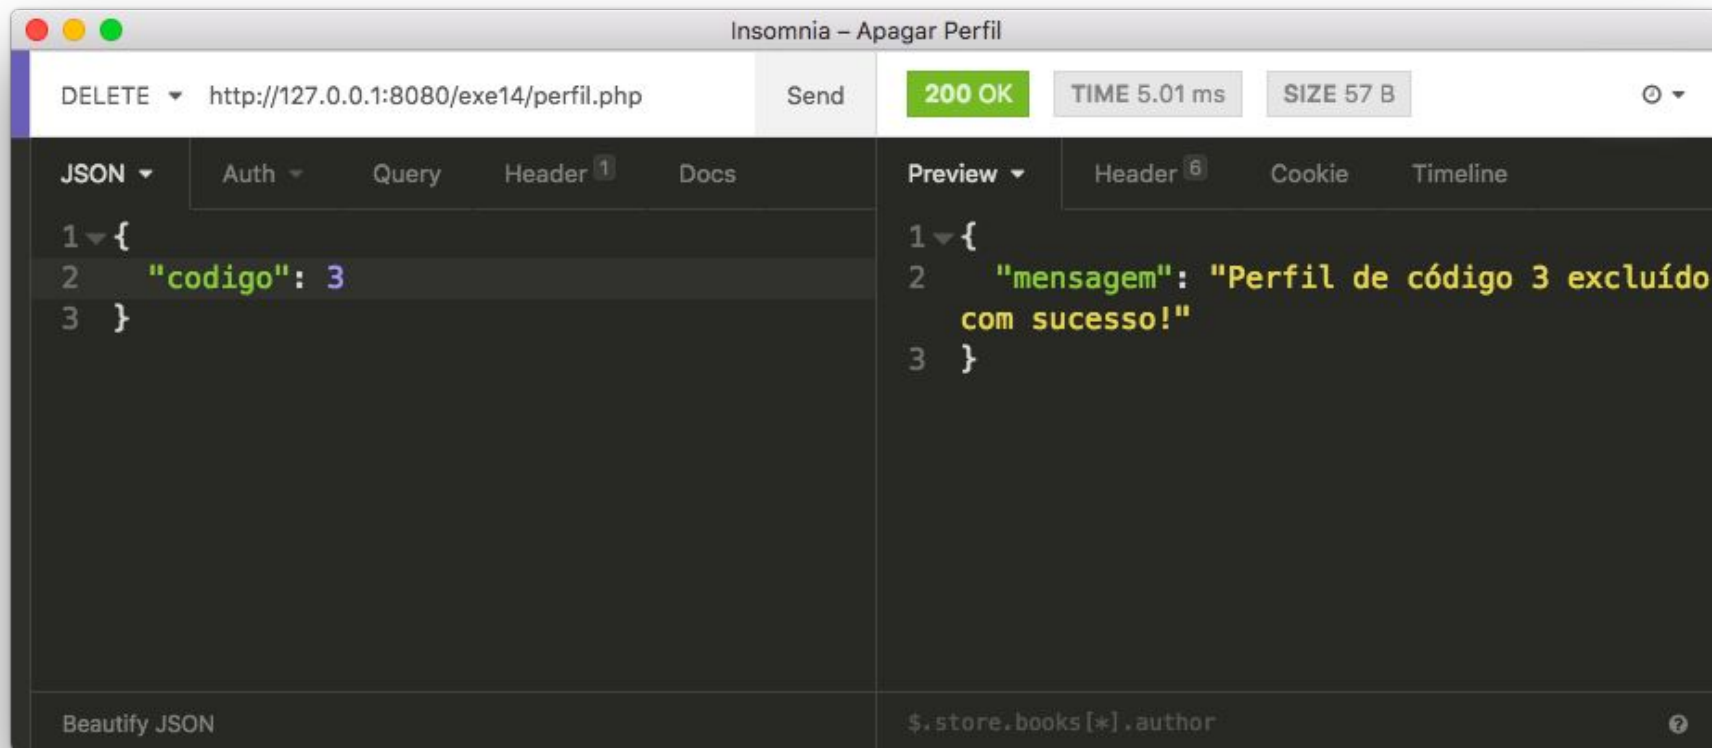 Insomnia – Apagar Perfil
DELETE http://127.0.0.1:8080/exe14/perfil.php Send 200 OK TIME 5.01 ms SIZE 57 B
JSON Auth Query Header 1 Docs
1 {
2 "codigo": 3
3 }
Beautify JSON
Preview Header 6 Cookie Timeline
1 {
2 "mensagem": "Perfil de código 3 excluído
com sucesso!"
3 }
$.store.books[*].author